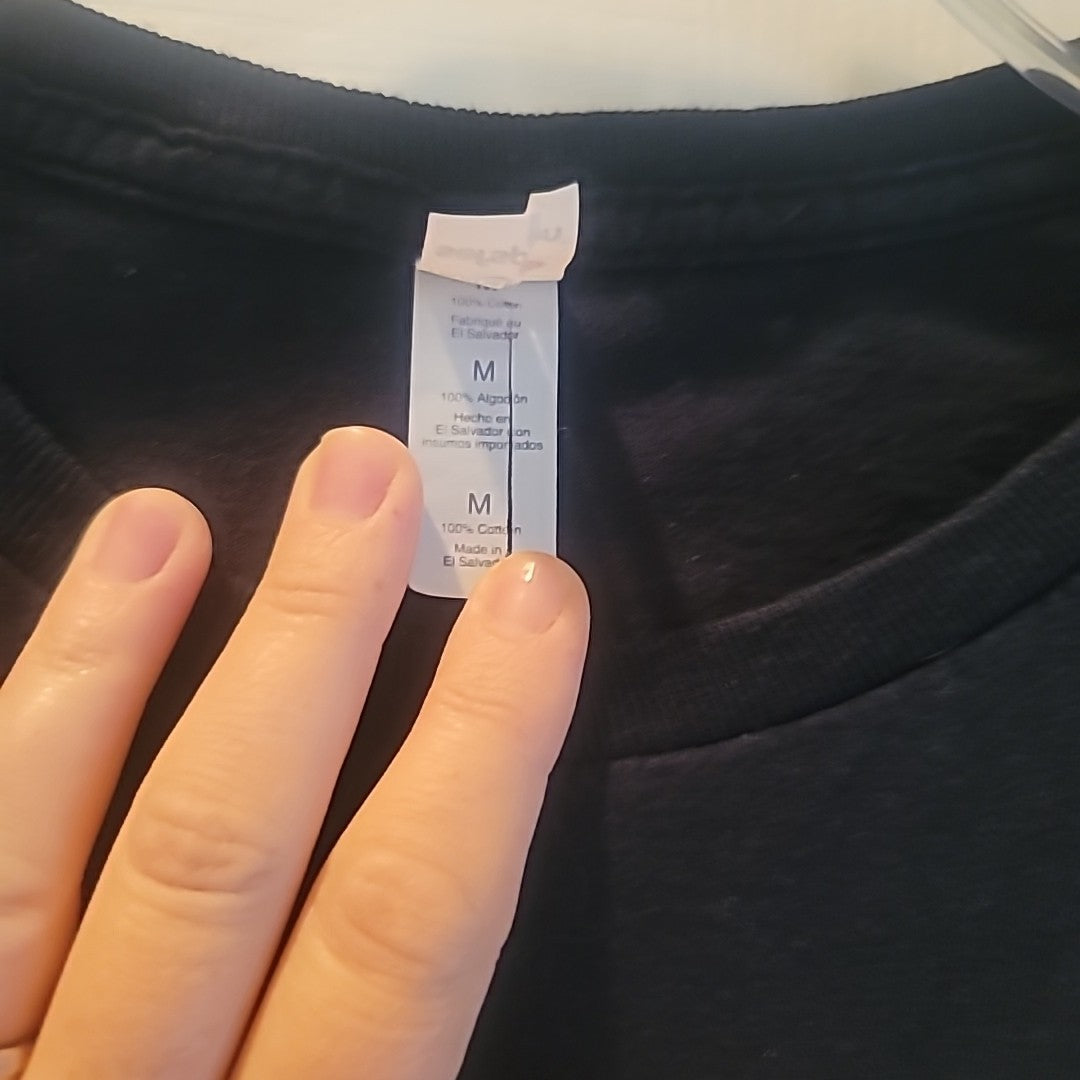 100% Cotton
Fabriqué au
El Salvador
M
100% Algodón
Hecho en
El Salvador con
insumos importados
M
100% Cotton
Made in
El Salvador